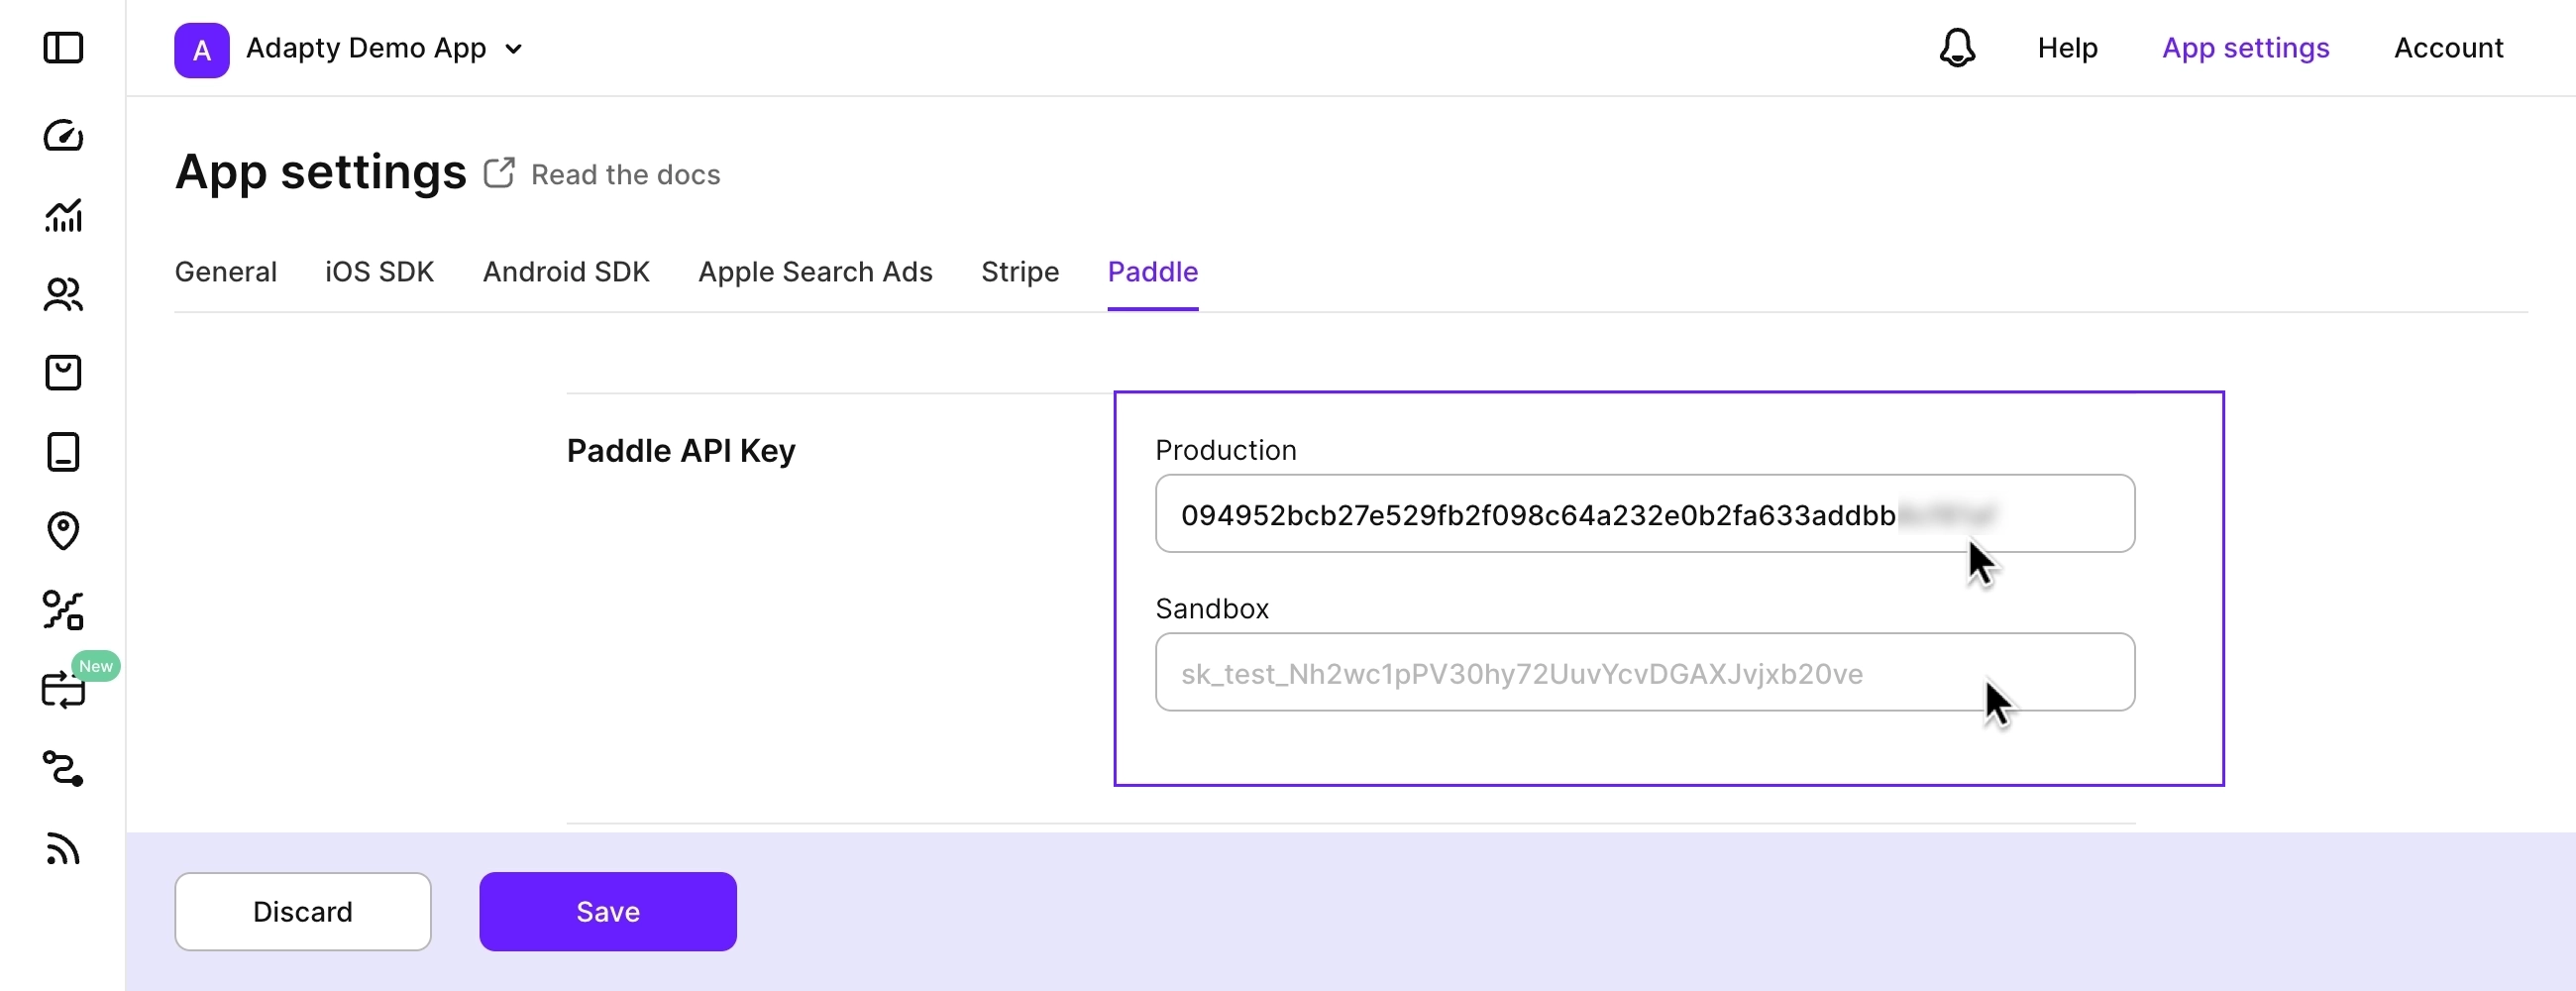 A Adapty Demo App
Help App settings Account
App settings Read the docs
General iOS SDK Android SDK Apple Search Ads Stripe Paddle
Paddle API Key
Production
094952bcb27e529fb2f098c64a232e0b2fa633addbb
Sandbox
sk_test_Nh2wc1pPV30hy72UuvYcvDGAXJvjxb20ve
New
Discard Save